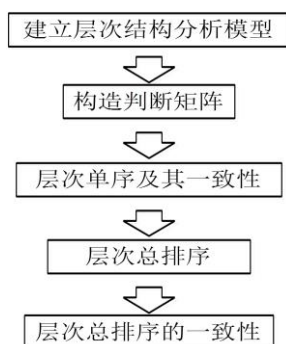 建立层次结构分析模型
构造判断矩阵
层次单序及其一致性
层次总排序
层次总排序的一致性